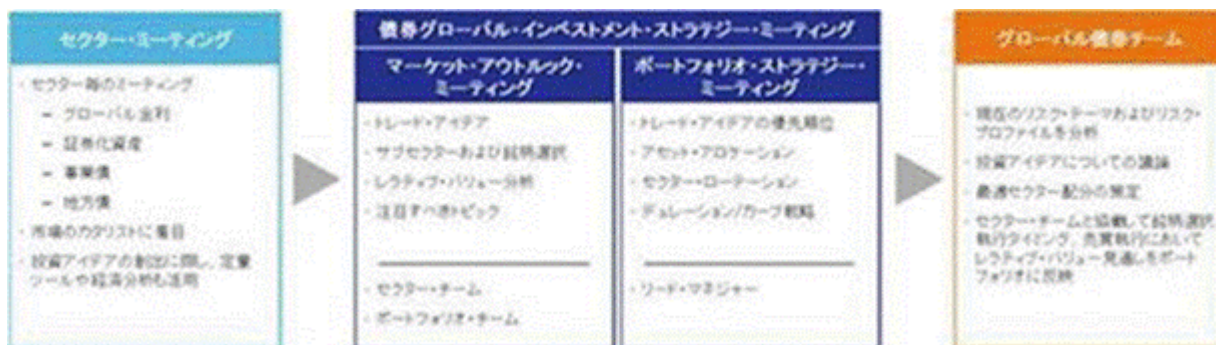 セクター・ミーティング
・セクター毎のミーティング
– グローバル金利
– 証券化資産
– 事業債
– 地方債
・市場のカタリストに着目
・投資アイデアの創出に際し、定量
ツールや経済分析も活用
債券グローバル・インベストメント・ストラテジー・ミーティング
マーケット・アウトルック・
ミーティング
・トレード・アイデア
・サブセクターおよび銘柄選択
・レラティブ・バリュー分析
・注目すべきトピック
・セクター・チーム
・ポートフォリオ・チーム
ポートフォリオ・ストラテジー・
ミーティング
・トレード・アイデアの優先順位
・アセット・アロケーション
・セクター・ローテーション
・デュレーション/カーブ戦略
・リード・マネジャー
グローバル債券チーム
・現在のリスク・テーマおよびリスク・
プロファイルを分析
・投資アイデアについての議論
・最適セクター配分の策定
・セクター・チームと協働して銘柄選択
執行タイミング、売買執行において
レラティブ・バリュー見通しをポート
フォリオに反映